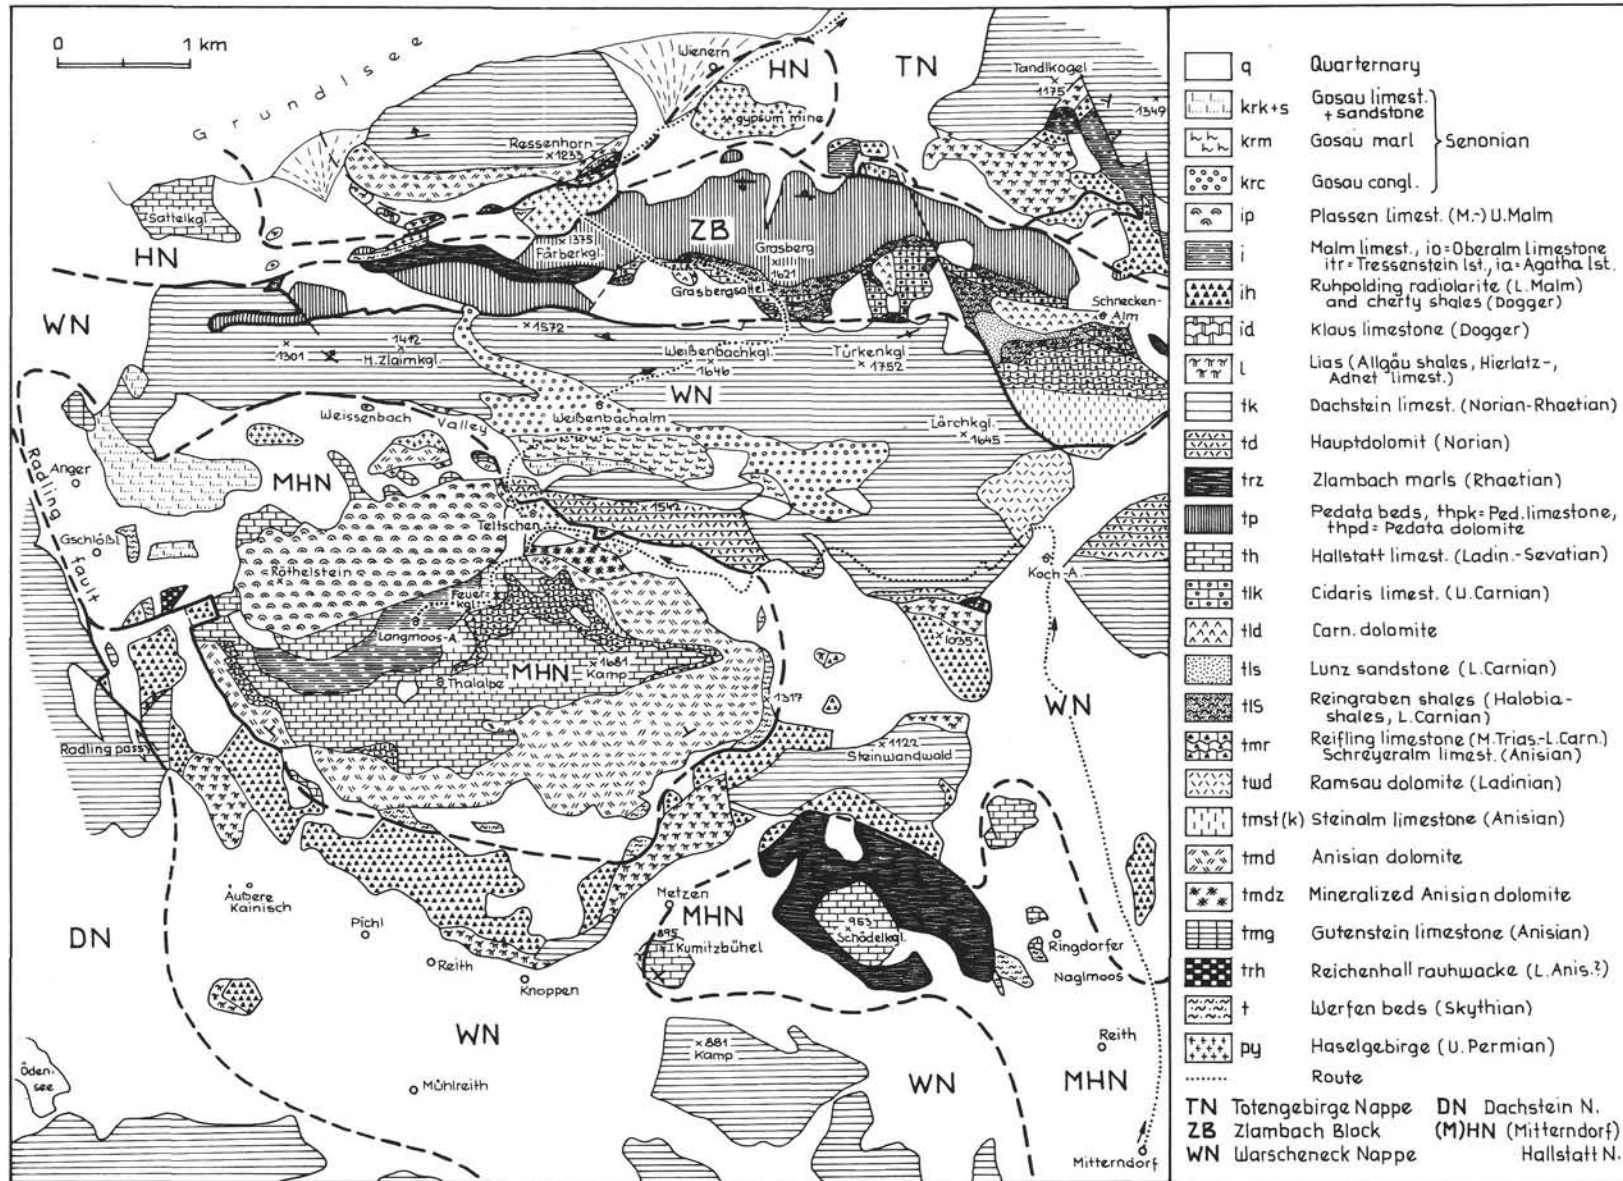 0 1 km
Grundlsee
Wienern
HN
TN
Tandlkogel
×
1175
×
1349
gypsum mine
Ressenhorn
×1233
Sattelkgl.
HN
×1375
Färberkgl.
ZB
Grasberg
1621
Grasbergsattel
Schnecken-
Alm
WN
×
1301
1412
×
H. Zlaimkgl.
×1572
Weißenbachkgl.
1646
Türkenkgl
×1752
WN
Weissenbach
Valley
Weißenbachalm
Lärchkgl.
×1645
Radling fault
Anger
MHN
1542
Teltschen
Gschlößl
Röthelstein
Koch-A.
Feuer-
kgl.
Langmoos-A.
×1035
MHN
×1681
Kamp
Thalalpe
1317
WN
Radling pass
×1122
Steinwandwald
Äußere
Kainisch
Pichl
Metzen
MHN
DN
895
Kumitzbühel
953
Schödelkgl.
Ringdorfer
Naglmoos
Reith
Knoppen
WN
×881
Kamp
Reith
Öden-
see
Mühlreith
WN
MHN
Mitterndorf
q Quarternary
krk+s Gosau limest.
+ sandstone
krm Gosau marl
Senonian
krc Gosau congl.
ip Plassen limest. (M.-) U. Malm
i Malm limest., io=Oberalm limestone
itr=Tressenstein lst., ia=Agatha lst.
ih Ruhpolding radiolarite (L. Malm)
and cherty shales (Dogger)
id Klaus limestone (Dogger)
l Lias (Allgäu shales, Hierlatz-,
Adnet limest.)
tk Dachstein limest. (Norian-Rhaetian)
td Hauptdolomit (Norian)
trz Zlambach marls (Rhaetian)
tp Pedata beds, thpk=Ped. limestone,
thpd=Pedata dolomite
th Hallstatt limest. (Ladin.-Sevatian)
tlk Cidaris limest. (U. Carnian)
tld Carn. dolomite
tls Lunz sandstone (L. Carnian)
tlS Reingraben shales (Halobia-
shales, L. Carnian)
tmr Reifling limestone (M. Trias.-L. Carn.)
Schreyeralm limest. (Anisian)
twd Ramsau dolomite (Ladinian)
tmst(k) Steinalm limestone (Anisian)
tmd Anisian dolomite
tmdz Mineralized Anisian dolomite
tmg Gutenstein limestone (Anisian)
trh Reichenhall rauhwacke (L. Anis.?)
t Werfen beds (Skythian)
py Haselgebirge (U. Permian)
Route
TN Totengebirge Nappe DN Dachstein N.
ZB Zlambach Block (M)HN (Mitterndorf)
WN Warscheneck Nappe Hallstatt N.